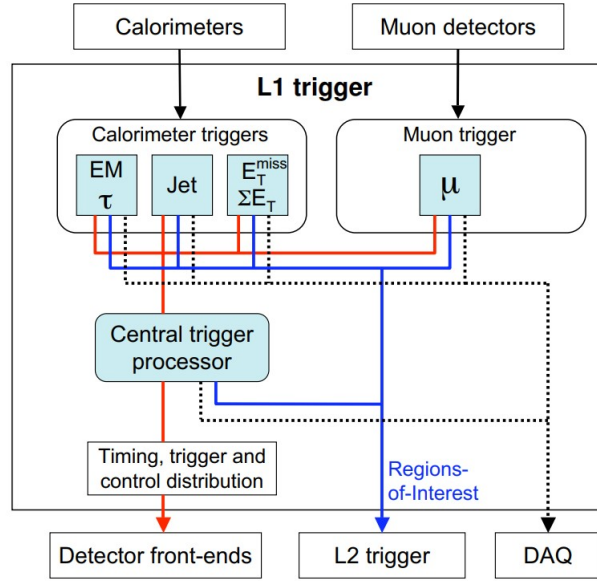 Calorimeters
Muon detectors
L1 trigger
Calorimeter triggers
Muon trigger
EM
τ
Jet
E_T^miss
ΣE_T
μ
Central trigger
processor
Timing, trigger and
control distribution
Regions-
of-Interest
Detector front-ends
L2 trigger
DAQ